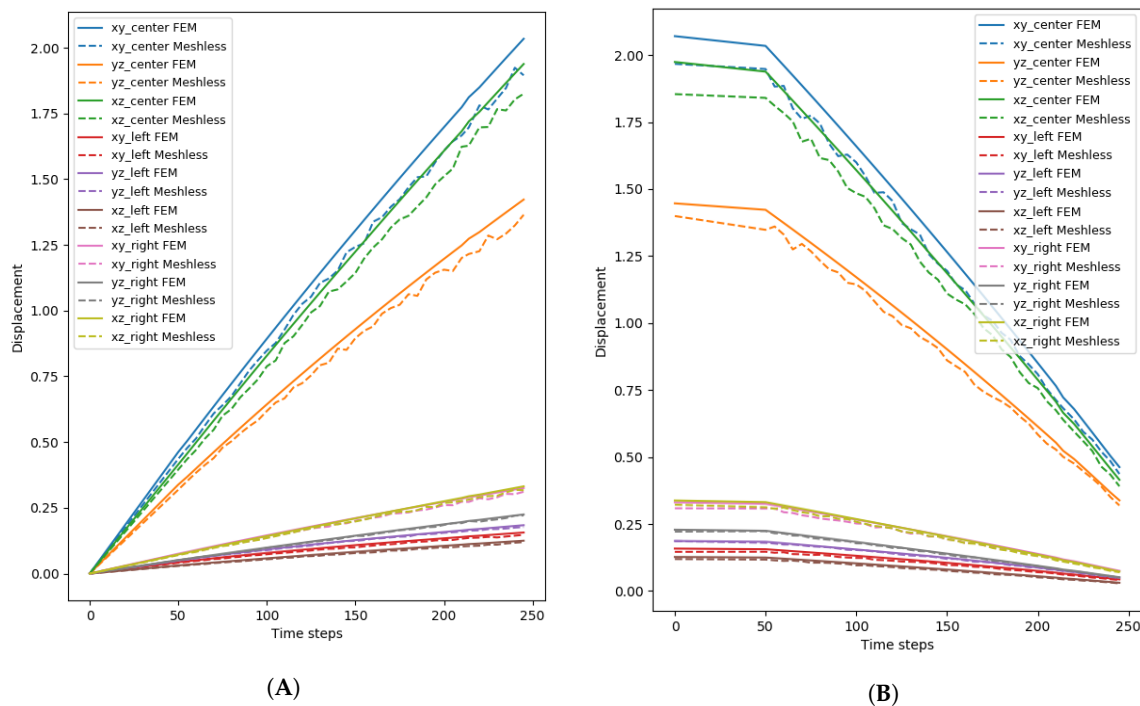 xy_center FEM
xy_center Meshless
yz_center FEM
yz_center Meshless
xz_center FEM
xz_center Meshless
xy_left FEM
xy_left Meshless
yz_left FEM
yz_left Meshless
xz_left FEM
xz_left Meshless
xy_right FEM
xy_right Meshless
yz_right FEM
yz_right Meshless
xz_right FEM
xz_right Meshless
2.00
1.75
1.50
1.25
1.00
0.75
0.50
0.25
0.00
Displacement
0
50
100
150
200
250
Time steps
(A)
xy_center FEM
xy_center Meshless
yz_center FEM
yz_center Meshless
xz_center FEM
xz_center Meshless
xy_left FEM
xy_left Meshless
yz_left FEM
yz_left Meshless
xz_left FEM
xz_left Meshless
xy_right FEM
xy_right Meshless
yz_right FEM
yz_right Meshless
xz_right FEM
xz_right Meshless
2.00
1.75
1.50
1.25
1.00
0.75
0.50
0.25
0.00
Displacement
0
50
100
150
200
250
Time steps
(B)